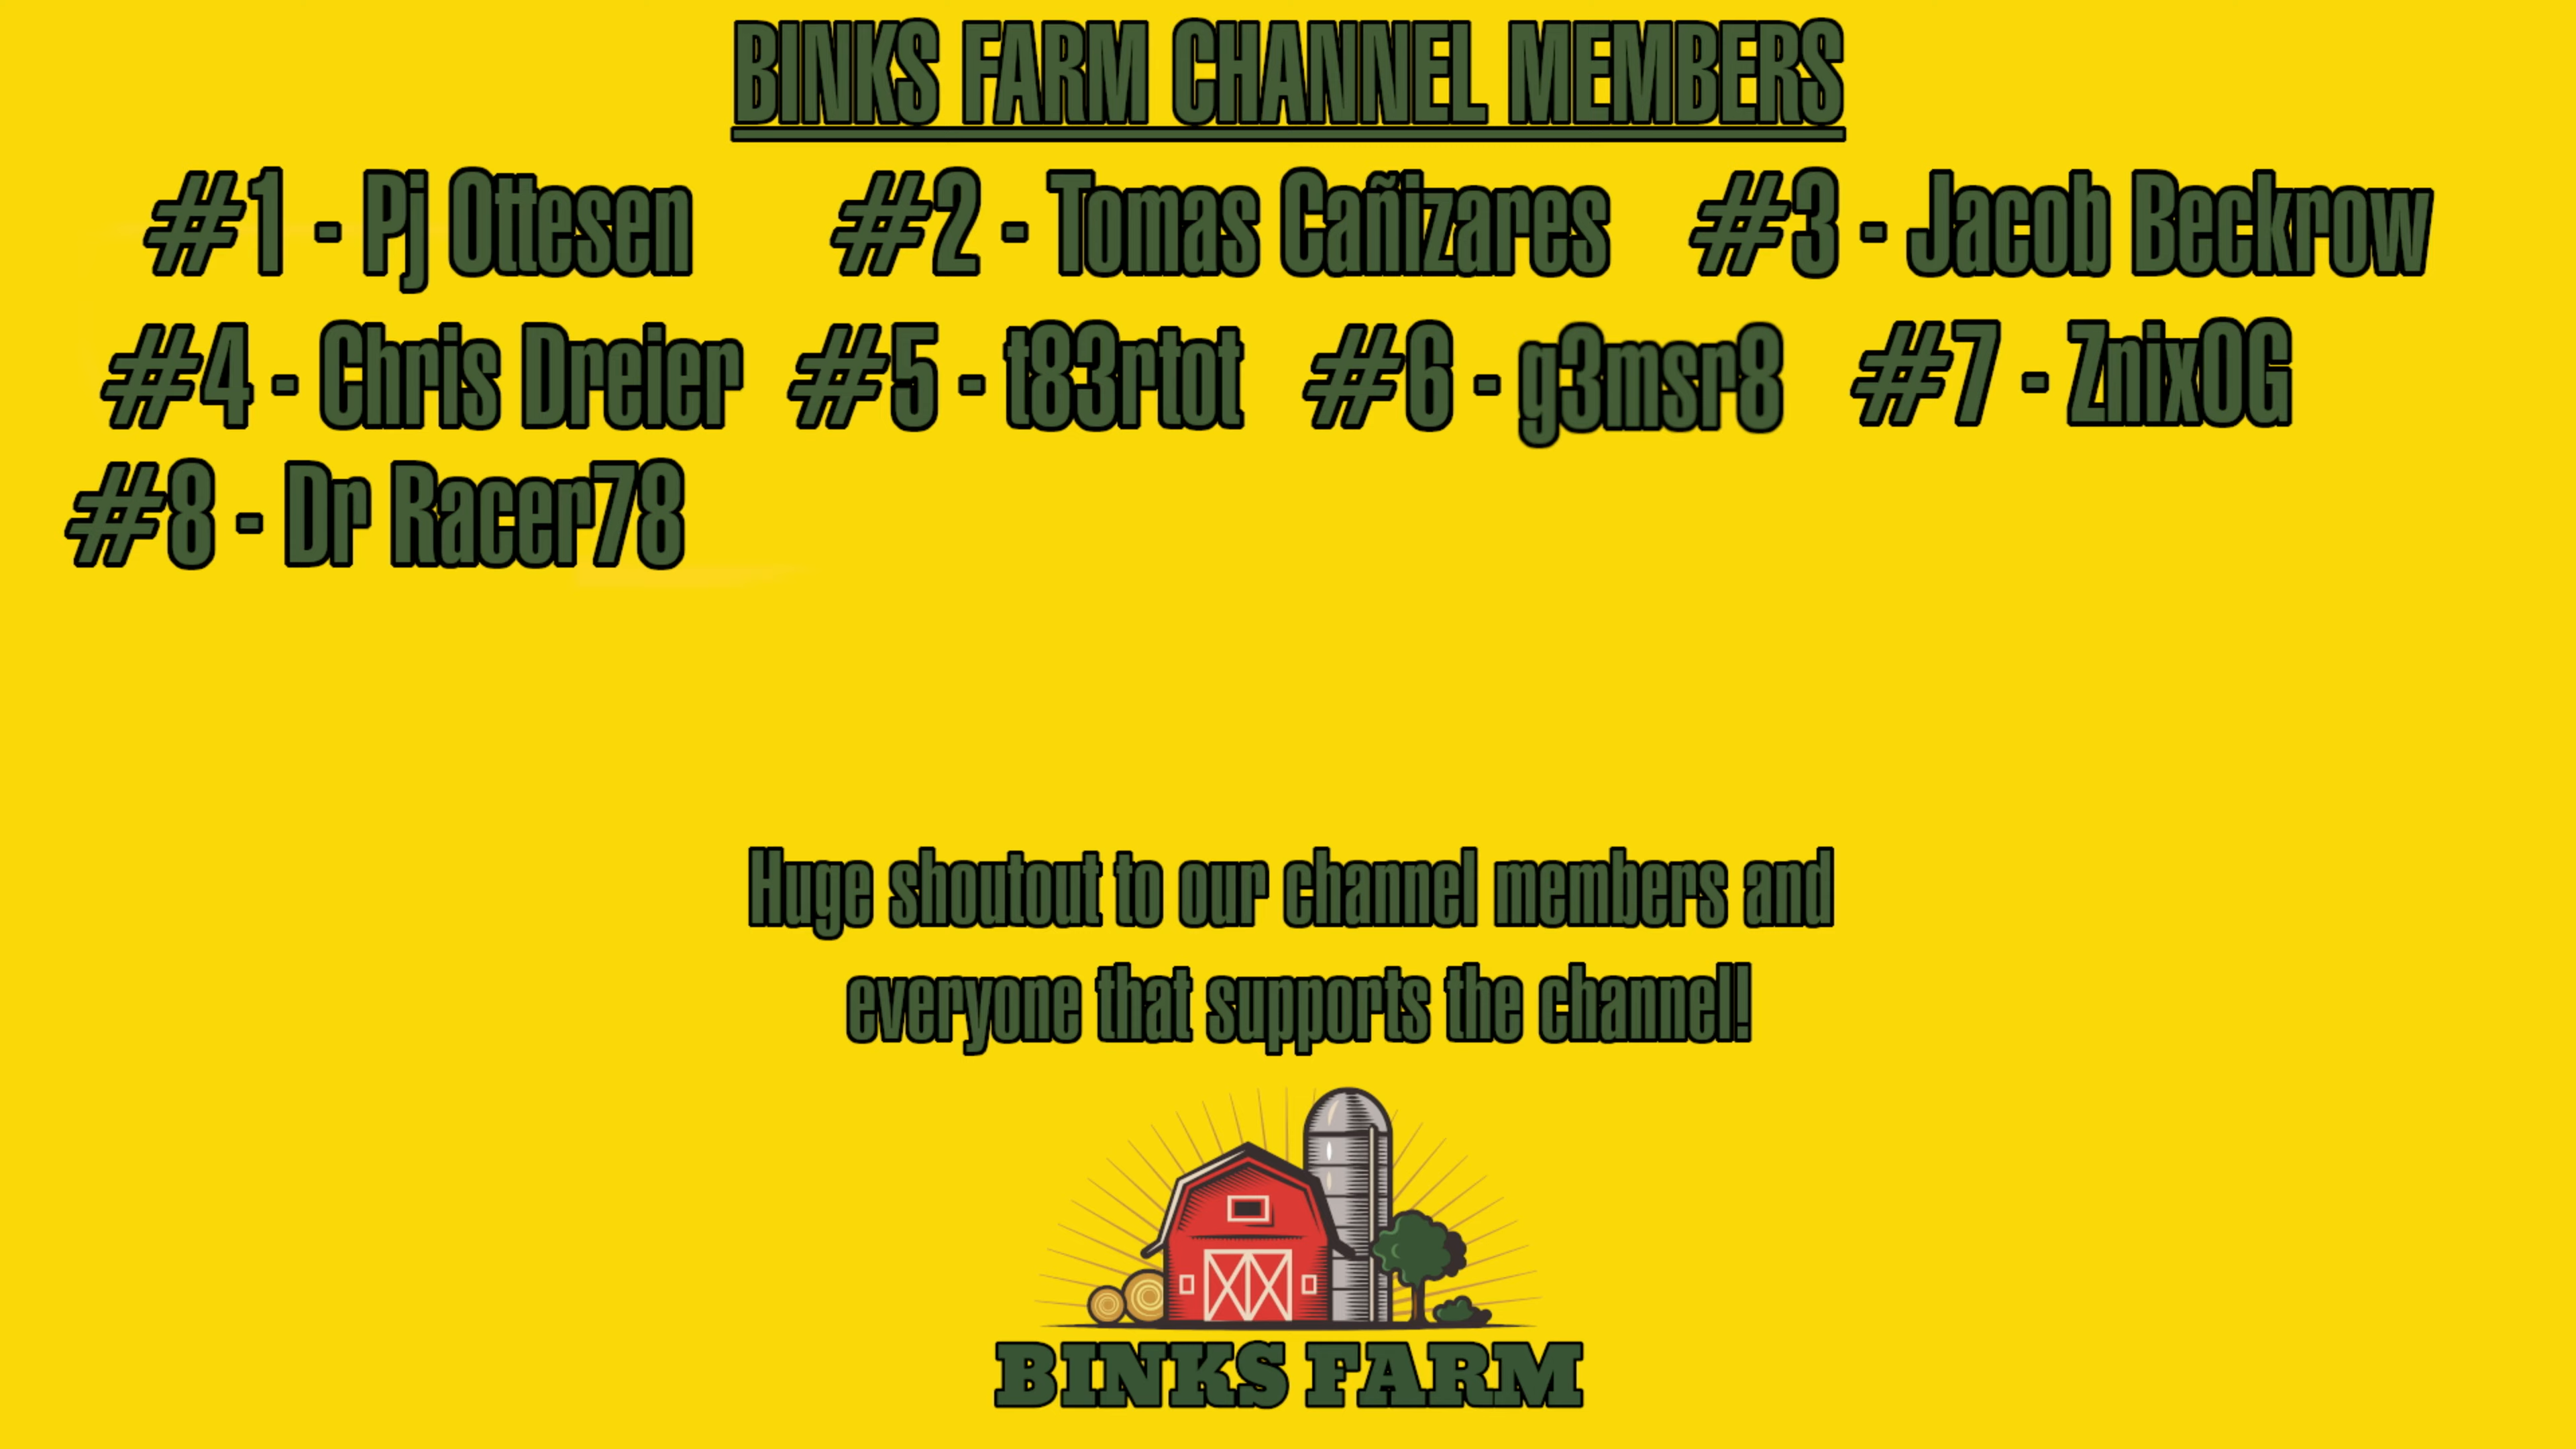 BINKS FARM CHANNEL MEMBERS
#1 - Pj Ottesen #2 - Tomas Cañizares #3 - Jacob Beckrow
#4 - Chris Dreier #5 - t83rtot #6 - g3msr8 #7 - ZnixOG
#8 - Dr Racer78
Huge shoutout to our channel members and
everyone that supports the channel!
BINKS FARM